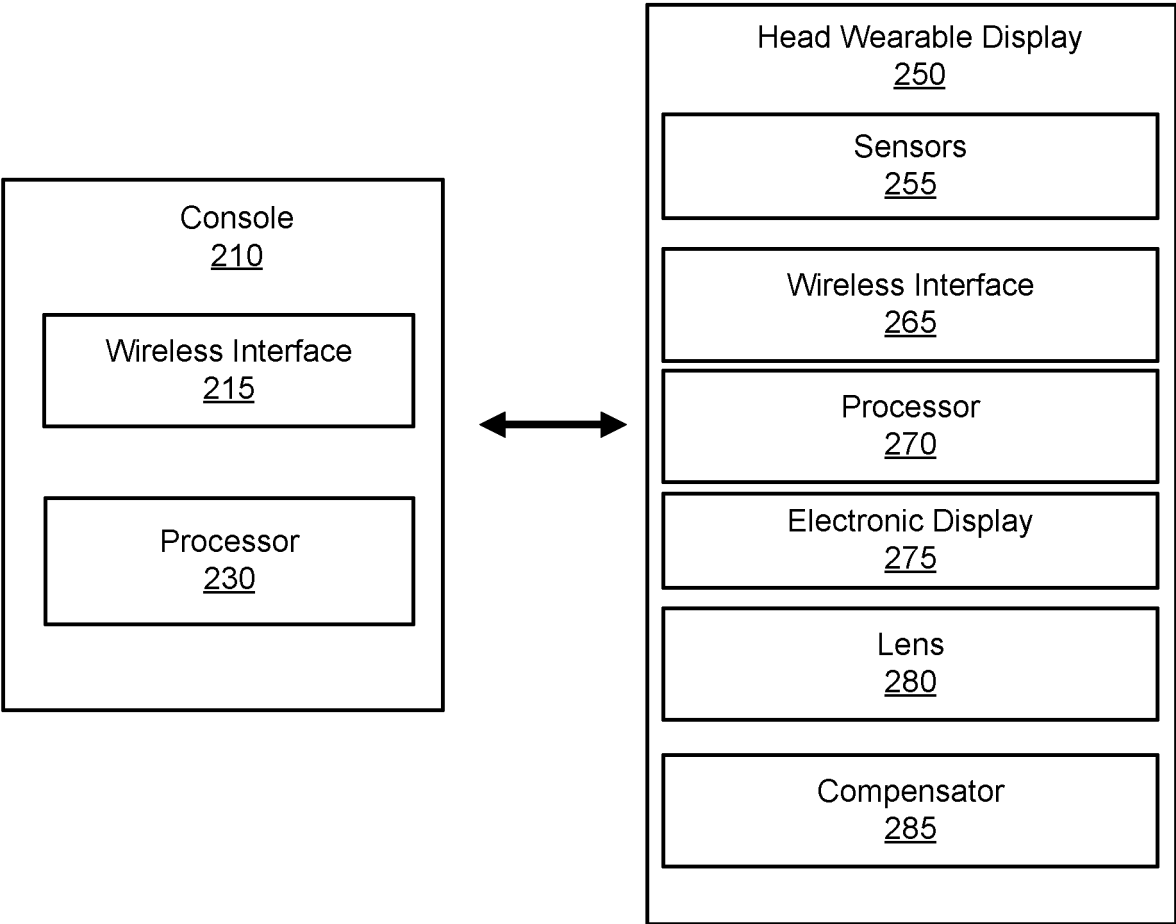 Console
210
Wireless Interface
215
Processor
230
Head Wearable Display
250
Sensors
255
Wireless Interface
265
Processor
270
Electronic Display
275
Lens
280
Compensator
285